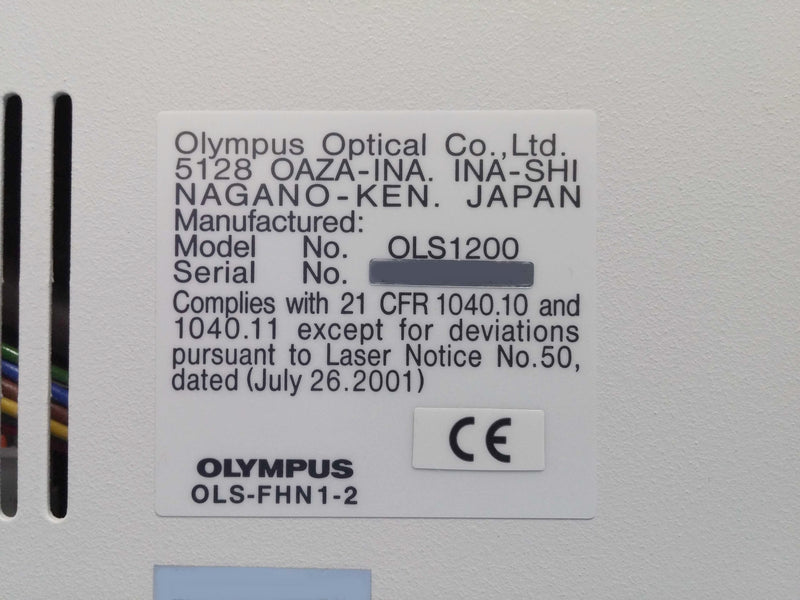 Olympus Optical Co.,Ltd.
5128 OAZA-INA. INA-SHI
NAGANO-KEN. JAPAN
Manufactured:
Model No. OLS1200
Serial No.
Complies with 21 CFR 1040.10 and
1040.11 except for deviations
pursuant to Laser Notice No.50,
dated (July 26.2001)
CE
OLYMPUS
OLS-FHN1-2